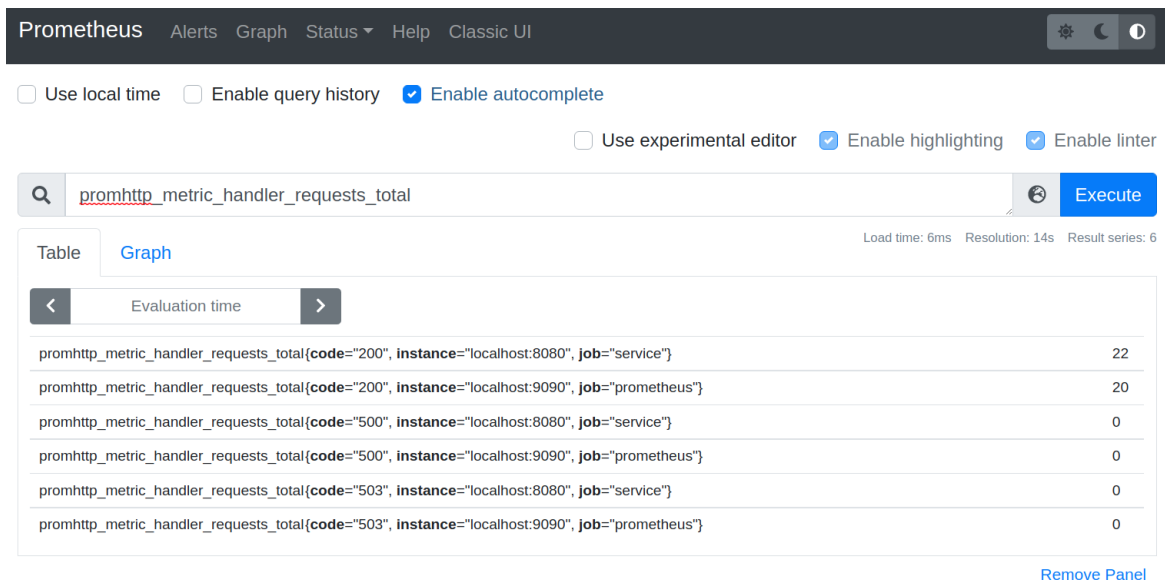 Prometheus Alerts Graph Status Help Classic UI
Use local time Enable query history Enable autocomplete
Use experimental editor Enable highlighting Enable linter
promhttp_metric_handler_requests_total Execute
Load time: 6ms Resolution: 14s Result series: 6
Table Graph
Evaluation time
promhttp_metric_handler_requests_total{code="200", instance="localhost:8080", job="service"} 22
promhttp_metric_handler_requests_total{code="200", instance="localhost:9090", job="prometheus"} 20
promhttp_metric_handler_requests_total{code="500", instance="localhost:8080", job="service"} 0
promhttp_metric_handler_requests_total{code="500", instance="localhost:9090", job="prometheus"} 0
promhttp_metric_handler_requests_total{code="503", instance="localhost:8080", job="service"} 0
promhttp_metric_handler_requests_total{code="503", instance="localhost:9090", job="prometheus"} 0
Remove Panel